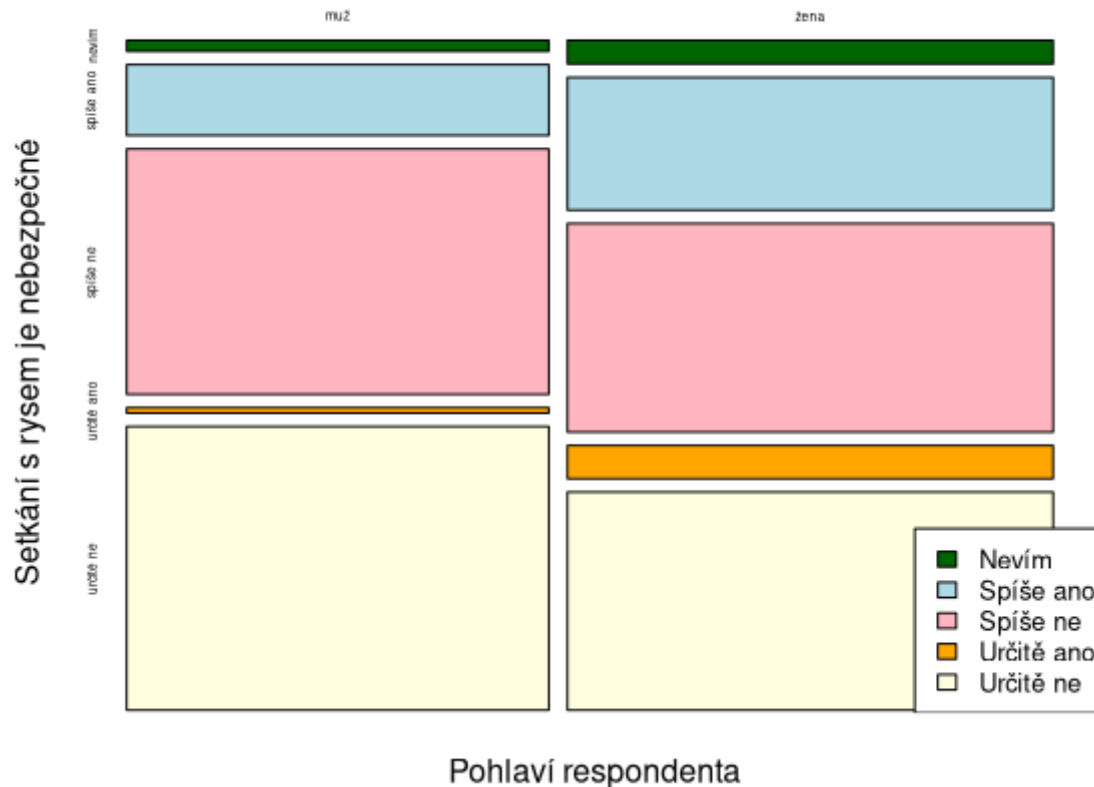 muž
žena
nevím
spíše ano
spíše ne
určitě ano
určitě ne
Setkání s rysem je nebezpečné
Nevím
Spíše ano
Spíše ne
Určitě ano
Určitě ne
Pohlaví respondenta